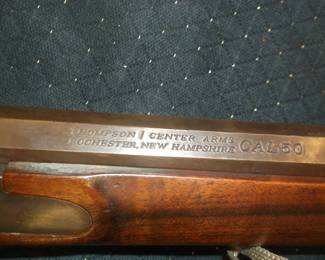 THOMPSON / CENTER ARMS
ROCHESTER, NEW HAMPSHIRE CAL 50